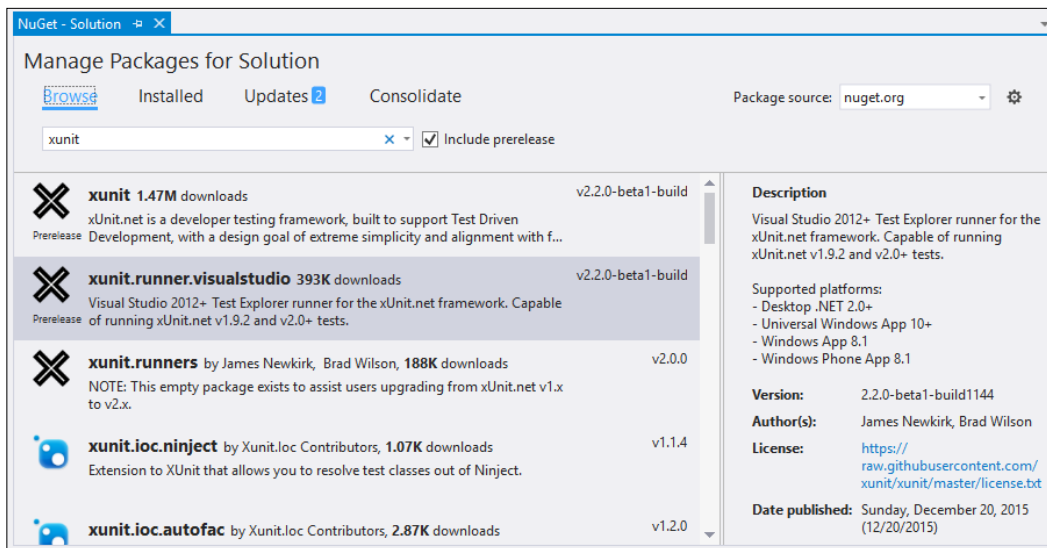 NuGet - Solution
Manage Packages for Solution
Browse Installed Updates 2 Consolidate
Package source: nuget.org
xunit
Include prerelease
xunit 1.47M downloads
v2.2.0-beta1-build
xUnit.net is a developer testing framework, built to support Test Driven
Prerelease Development, with a design goal of extreme simplicity and alignment with f...
xunit.runner.visualstudio 393K downloads
v2.2.0-beta1-build
Visual Studio 2012+ Test Explorer runner for the xUnit.net framework. Capable
Prerelease of running xUnit.net v1.9.2 and v2.0+ tests.
xunit.runners by James Newkirk, Brad Wilson, 188K downloads
v2.0.0
NOTE: This empty package exists to assist users upgrading from xUnit.net v1.x
to v2.x.
xunit.ioc.ninject by Xunit.Ioc Contributors, 1.07K downloads
v1.1.4
Extension to XUnit that allows you to resolve test classes out of Ninject.
xunit.ioc.autofac by Xunit.Ioc Contributors, 2.87K downloads
v1.2.0
Description
Visual Studio 2012+ Test Explorer runner for the
xUnit.net framework. Capable of running
xUnit.net v1.9.2 and v2.0+ tests.
Supported platforms:
- Desktop .NET 2.0+
- Universal Windows App 10+
- Windows App 8.1
- Windows Phone App 8.1
Version: 2.2.0-beta1-build1144
Author(s): James Newkirk, Brad Wilson
License: https://
raw.githubusercontent.com/
xunit/xunit/master/license.txt
Date published: Sunday, December 20, 2015
(12/20/2015)